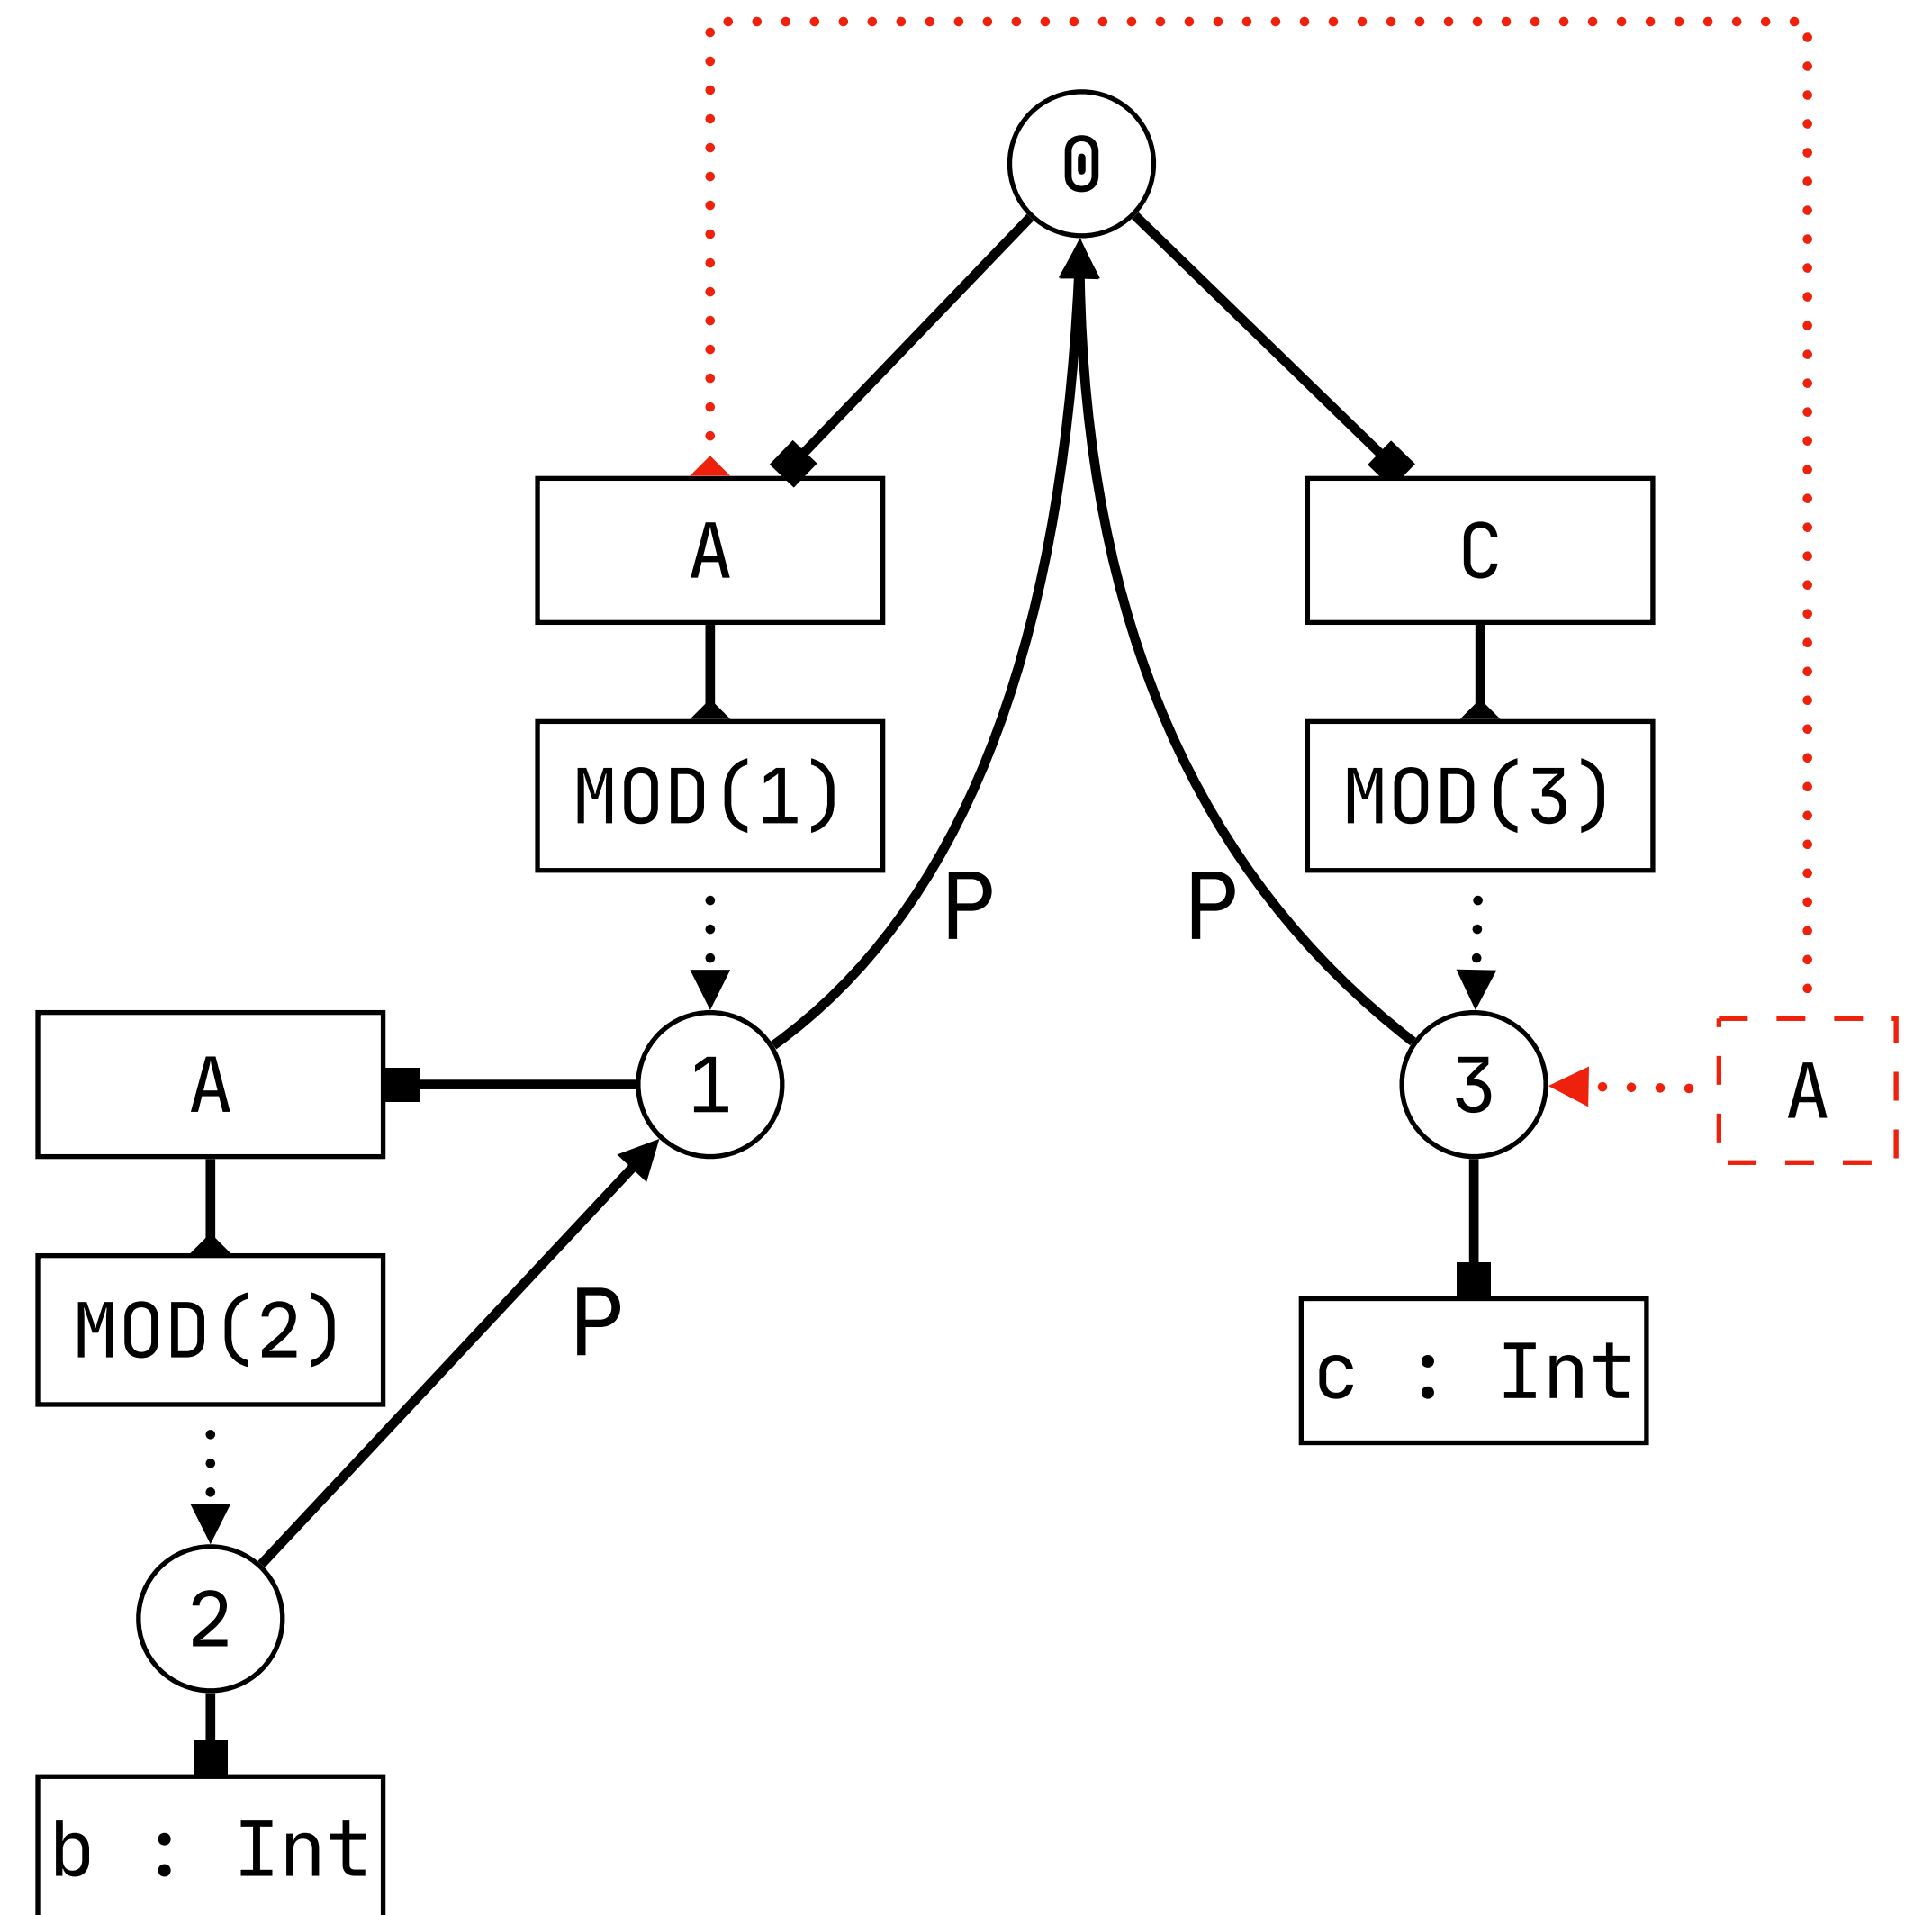 0
A
C
MOD(1)
MOD(3)
P
P
A
1
3
A
MOD(2)
P
c : Int
2
b : Int